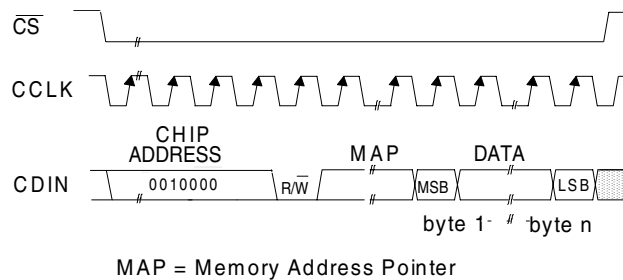 CS
CCLK
CHIP ADDRESS
MAP
DATA
CDIN
0010000
R/W
MSB
LSB
byte 1
byte n
MAP = Memory Address Pointer